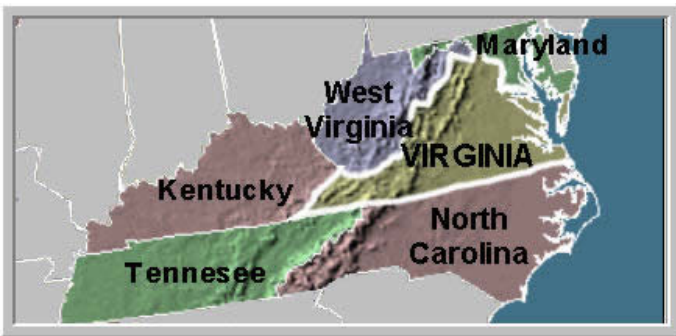 Maryland
West
Virginia
VIRGINIA
Kentucky
North
Carolina
Tennesee